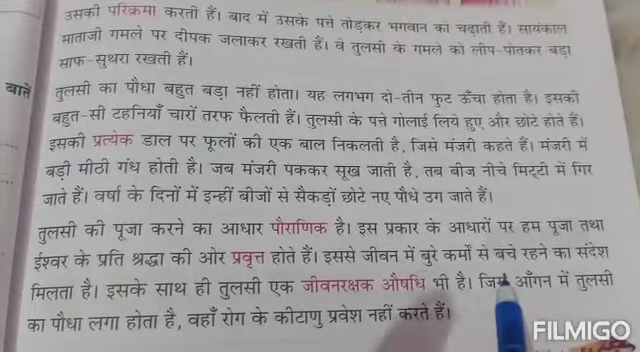 उसकी परिक्रमा करती हैं। बाद में उसके पत्ते तोड़कर भगवान को चढ़ाती हैं। सायंकाल
माताजी गमले पर दीपक जलाकर रखती हैं। वे तुलसी के गमले को लीप-पोतकर बड़ा
साफ-सुथरा रखती हैं।
बातें
तुलसी का पौधा बहुत बड़ा नहीं होता। यह लगभग दो-तीन फुट ऊँचा होता है। इसकी
बहुत-सी टहनियाँ चारों तरफ फैलती हैं। तुलसी के पत्ते गोलाई लिये हुए और छोटे होते हैं।
इसकी प्रत्येक डाल पर फूलों की एक बाल निकलती है, जिसे मंजरी कहते हैं। मंजरी में
बड़ी मीठी गंध होती है। जब मंजरी पककर सूख जाती है, तब बीज नीचे मिट्टी में गिर
जाते हैं। वर्षा के दिनों में इन्हीं बीजों से सैकड़ों छोटे नए पौधे उग जाते हैं।
तुलसी की पूजा करने का आधार पौराणिक है। इस प्रकार के आधारों पर हम पूजा तथा
ईश्वर के प्रति श्रद्धा की ओर प्रवृत्त होते हैं। इससे जीवन में बुरे कर्मों से बचे रहने का संदेश
मिलता है। इसके साथ ही तुलसी एक जीवनरक्षक औषधि भी है। जिस आँगन में तुलसी
का पौधा लगा होता है, वहाँ रोग के कीटाणु प्रवेश नहीं करते हैं।
FILMIGO